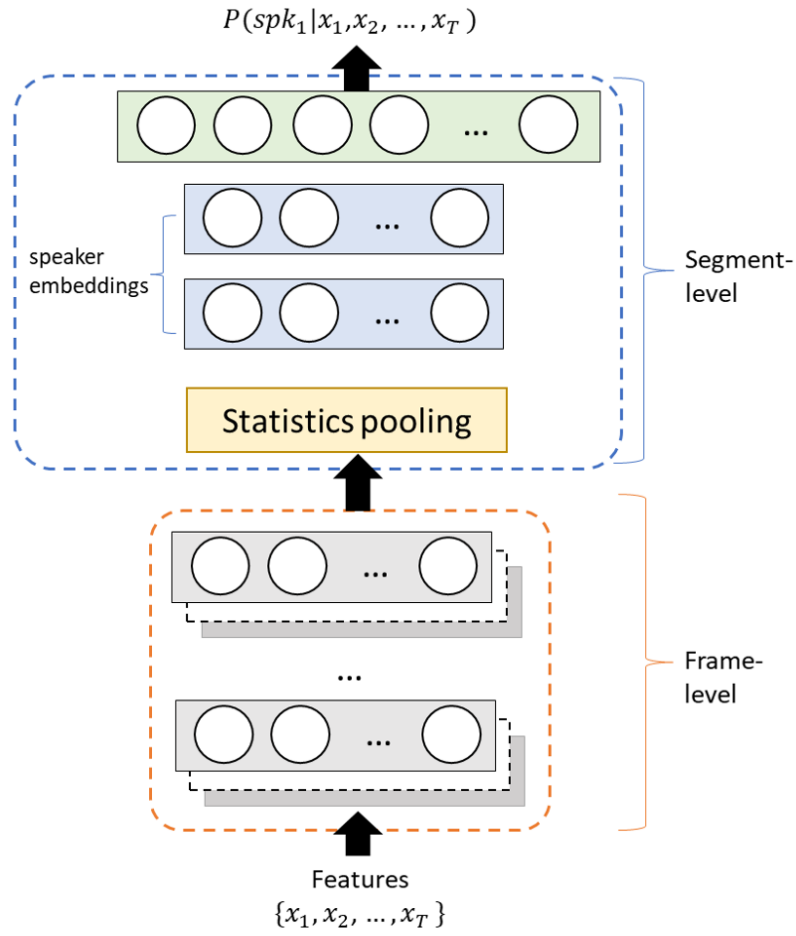 P(spk₁|x₁,x₂, …, x_T )
...
speaker
embeddings
...
...
Segment-
level
Statistics pooling
...
...
...
Frame-
level
Features
{x₁, x₂, …, x_T}